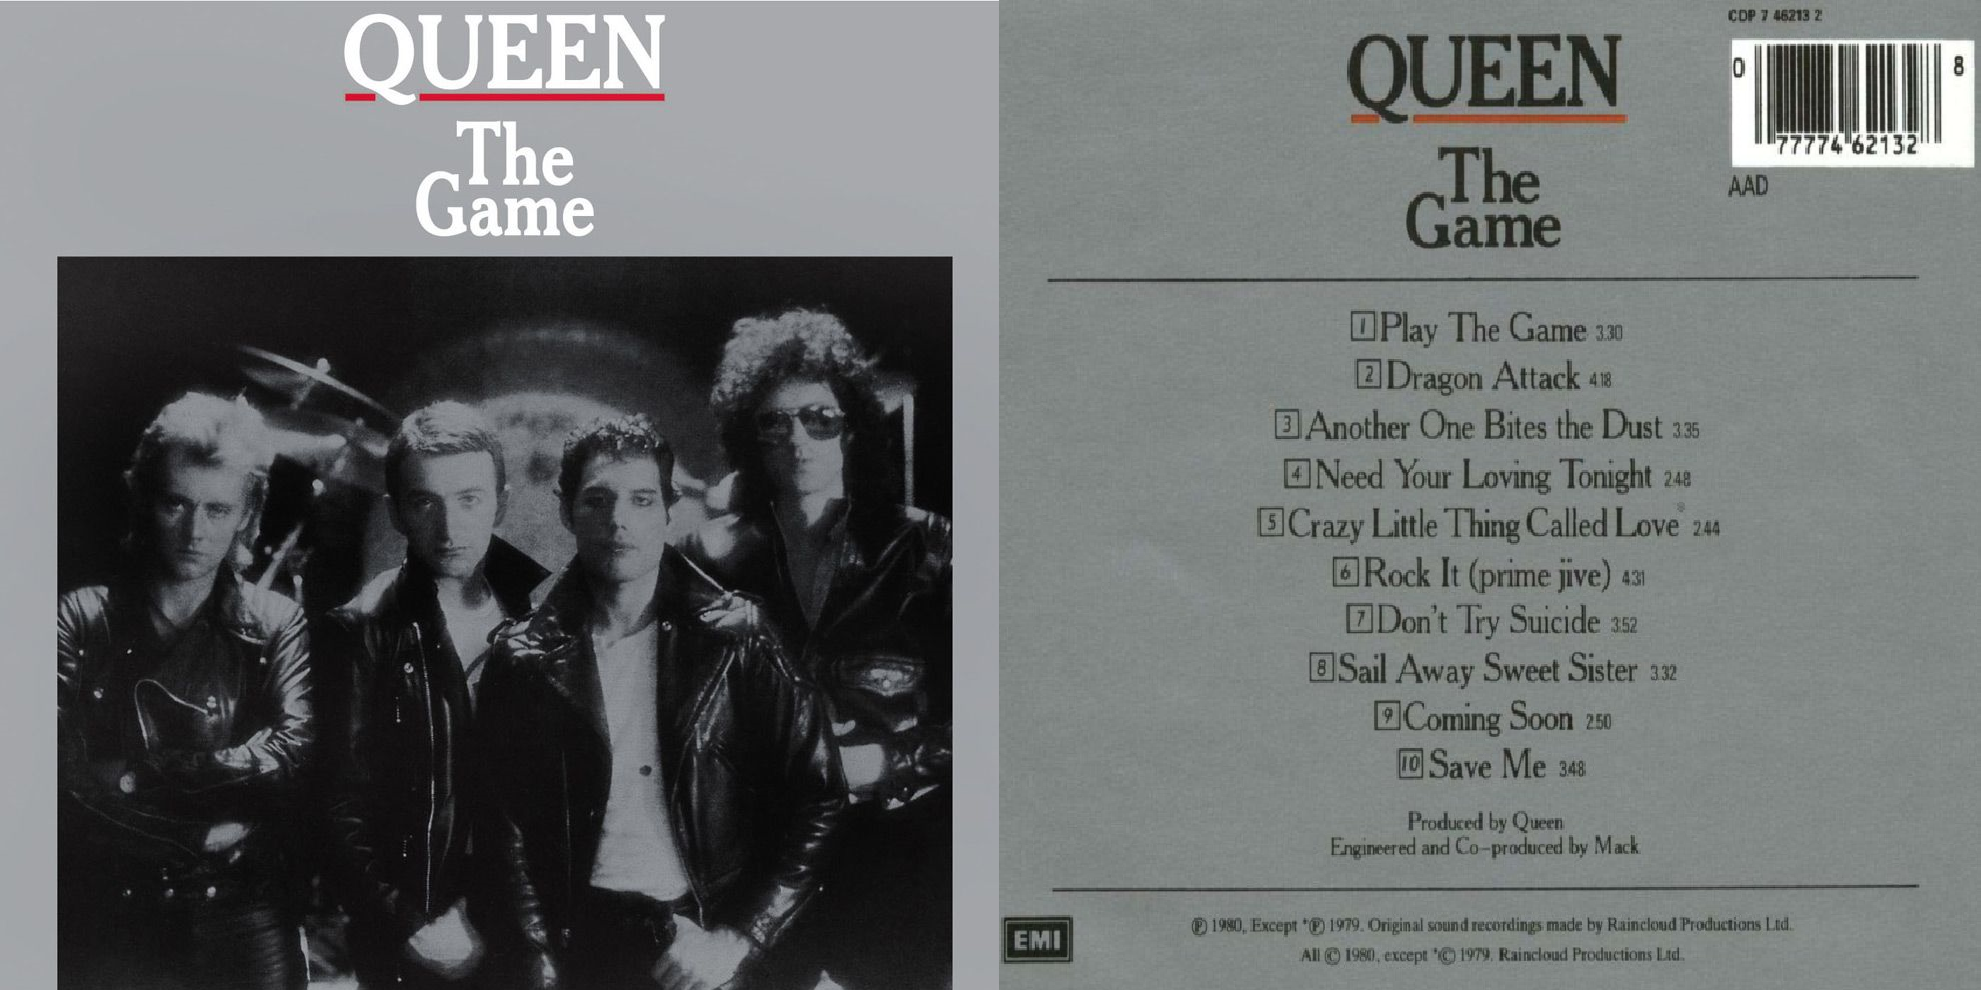 QUEEN
The
Game
CDP 7 46213 2
QUEEN
0 77774 62132 8
AAD
The
Game
1 Play The Game 3.30
2 Dragon Attack 4.18
3 Another One Bites the Dust 3.35
4 Need Your Loving Tonight 2.48
5 Crazy Little Thing Called Love* 2.44
6 Rock It (prime jive) 4.31
7 Don't Try Suicide 3.52
8 Sail Away Sweet Sister 3.32
9 Coming Soon 2.50
10 Save Me 3.48
Produced by Queen
Engineered and Co-produced by Mack
EMI
℗ 1980, Except *℗ 1979. Original sound recordings made by Raincloud Productions Ltd.
All © 1980, except *© 1979. Raincloud Productions Ltd.